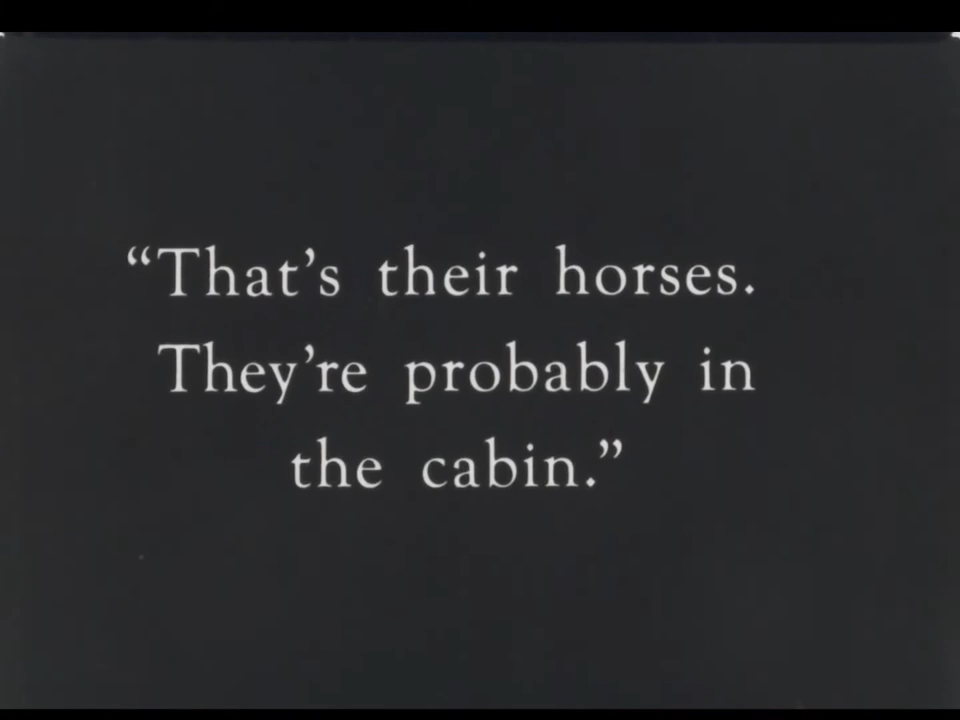 “That’s their horses.
They’re probably in
the cabin.”